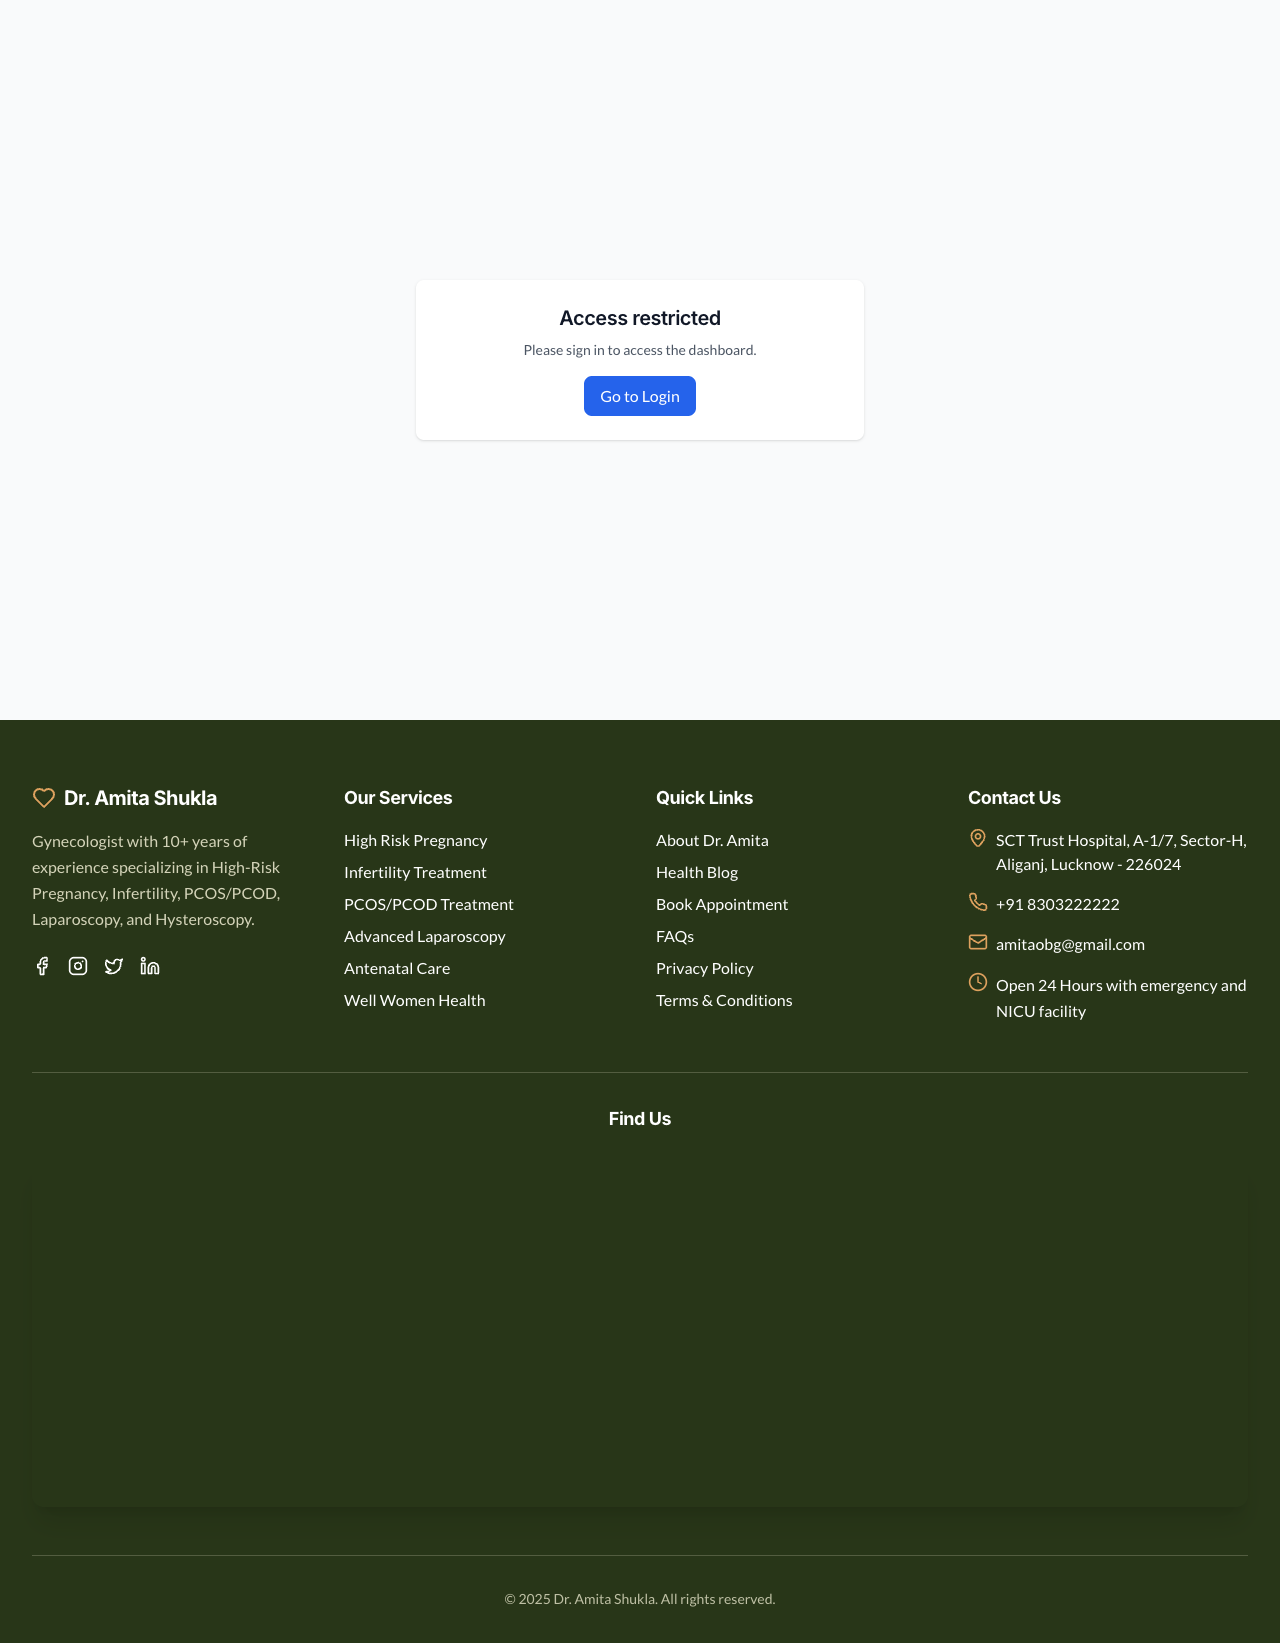 Access restricted
Please sign in to access the dashboard.
Go to Login
Dr. Amita Shukla
Gynecologist with 10+ years of
experience specializing in High-Risk
Pregnancy, Infertility, PCOS/PCOD,
Laparoscopy, and Hysteroscopy.
Our Services
High Risk Pregnancy
Infertility Treatment
PCOS/PCOD Treatment
Advanced Laparoscopy
Antenatal Care
Well Women Health
Quick Links
About Dr. Amita
Health Blog
Book Appointment
FAQs
Privacy Policy
Terms & Conditions
Contact Us
SCT Trust Hospital, A-1/7, Sector-H,
Aliganj, Lucknow - 226024
+91 8303222222
amitaobg@gmail.com
Open 24 Hours with emergency and
NICU facility
Find Us
© 2025 Dr. Amita Shukla. All rights reserved.